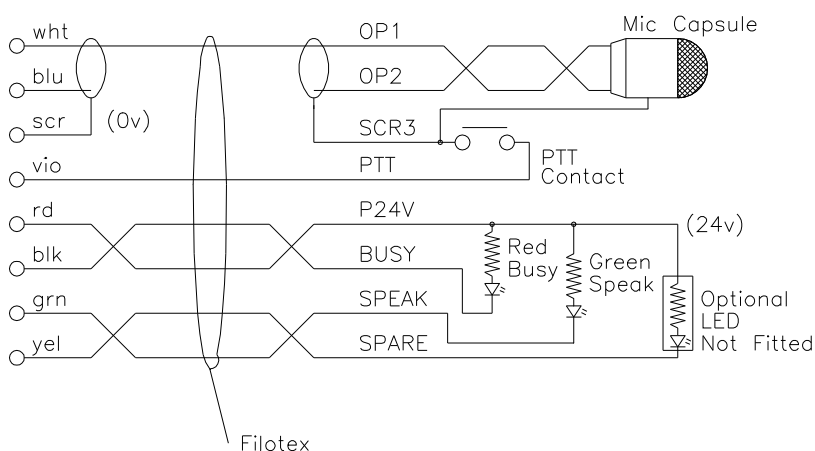 wht
OP1
Mic Capsule
blu
OP2
scr
(0v)
SCR3
vio
PTT
PTT
Contact
rd
P24V
(24v)
blk
BUSY
Red
Busy
Green
Speak
grn
SPEAK
Optional
LED
Not Fitted
yel
SPARE
Filotex